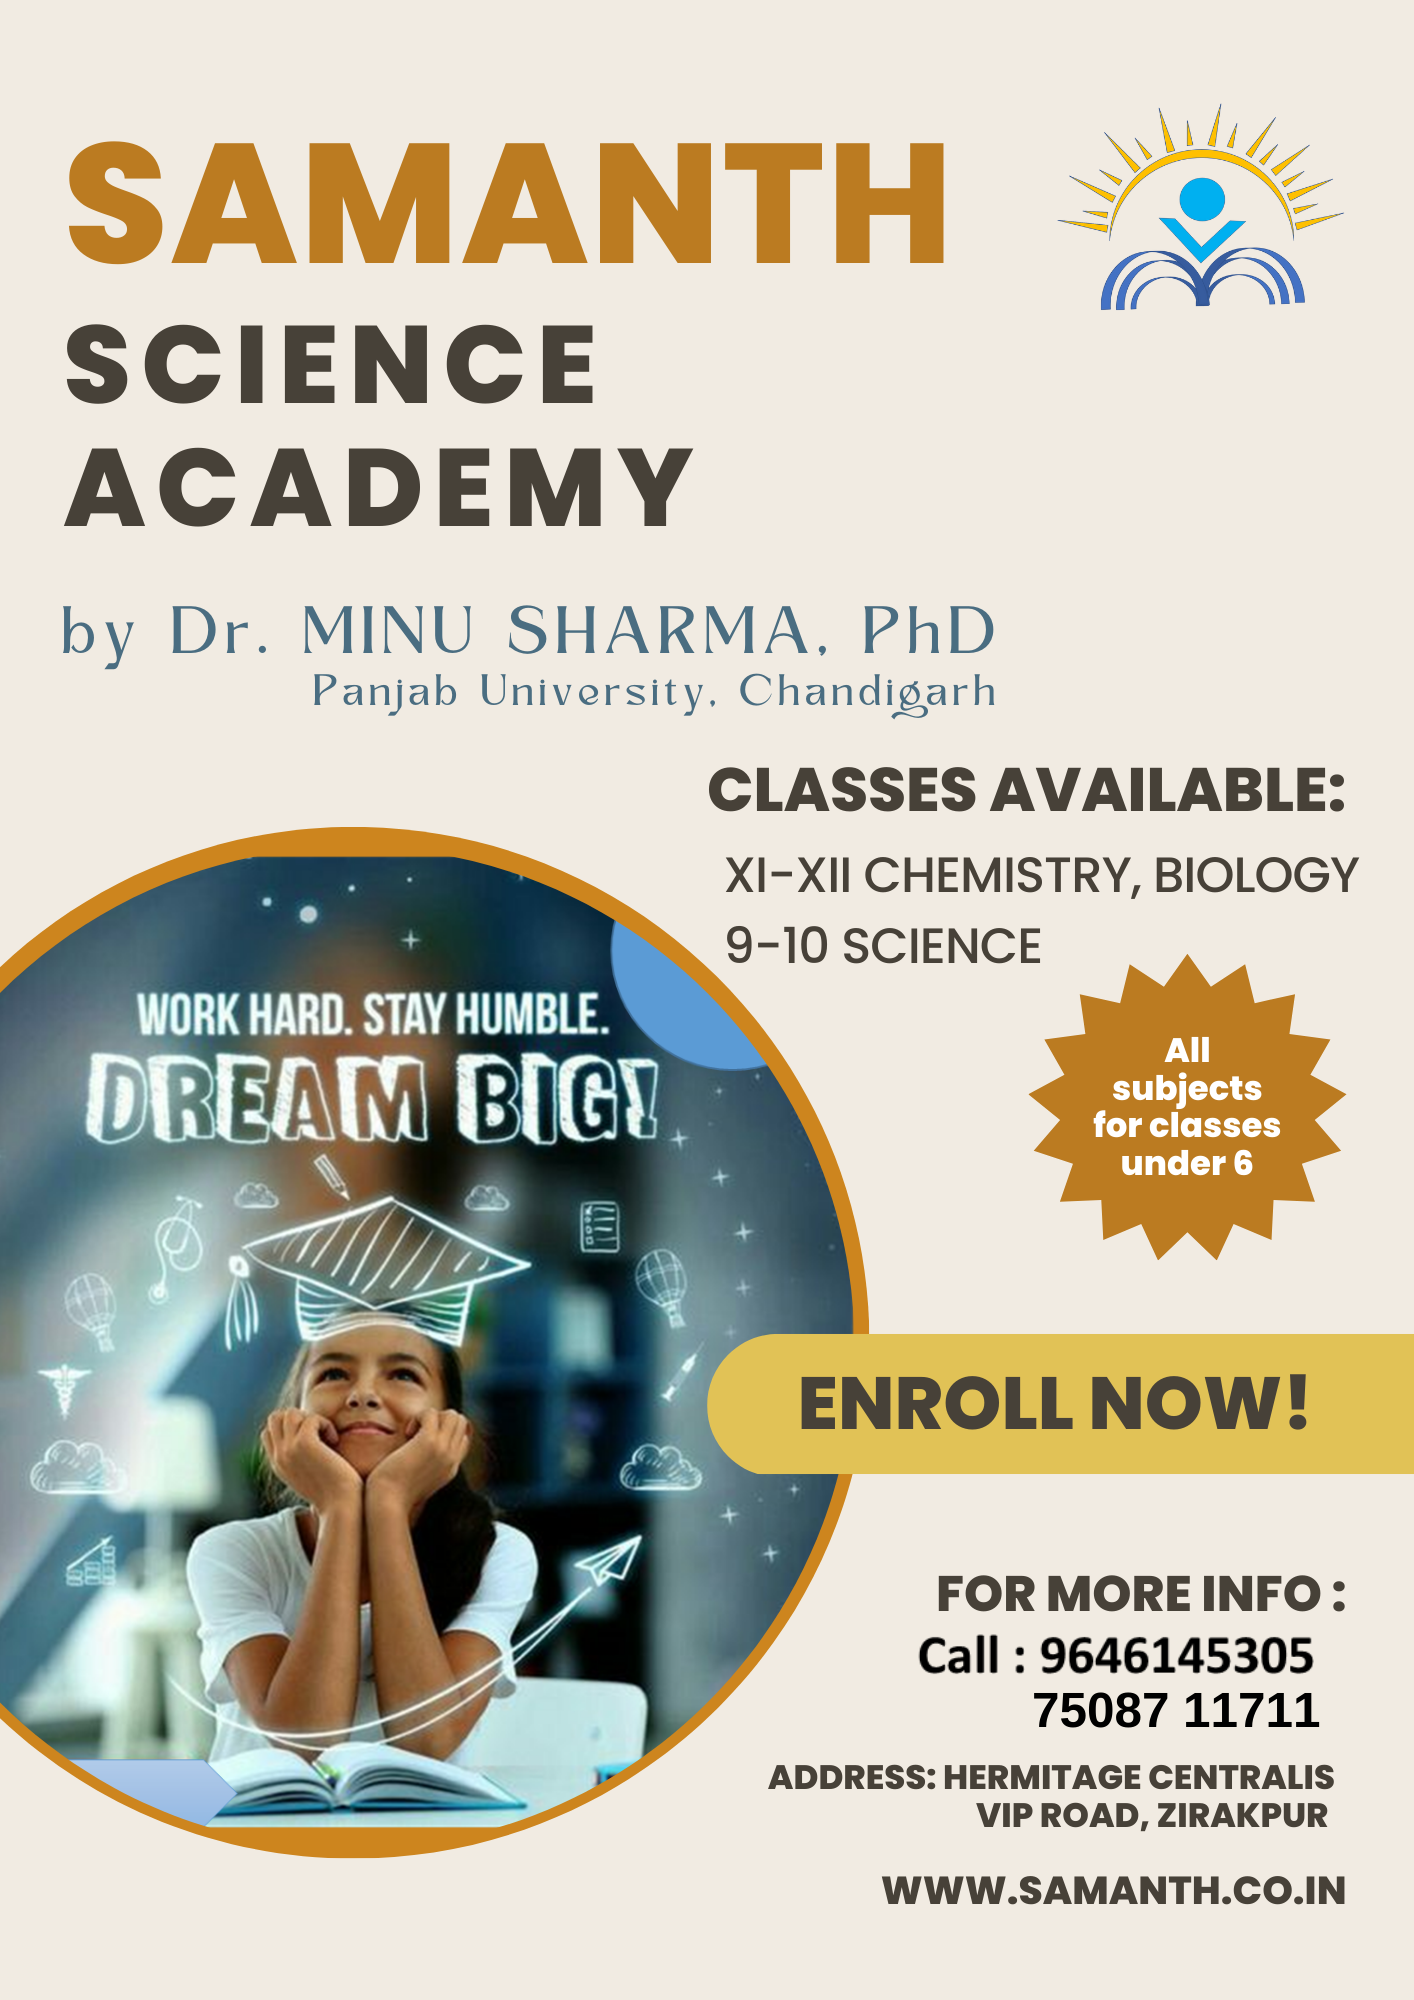 SAMANTH
SCIENCE
ACADEMY
by Dr. MINU SHARMA, PhD
Panjab University, Chandigarh
CLASSES AVAILABLE:
XI-XII CHEMISTRY, BIOLOGY
9-10 SCIENCE
All
subjects
for classes
under 6
WORK HARD. STAY HUMBLE.
DREAM BIG!
ENROLL NOW!
FOR MORE INFO :
Call : 9646145305
75087 11711
ADDRESS: HERMITAGE CENTRALIS
VIP ROAD, ZIRAKPUR
WWW.SAMANTH.CO.IN